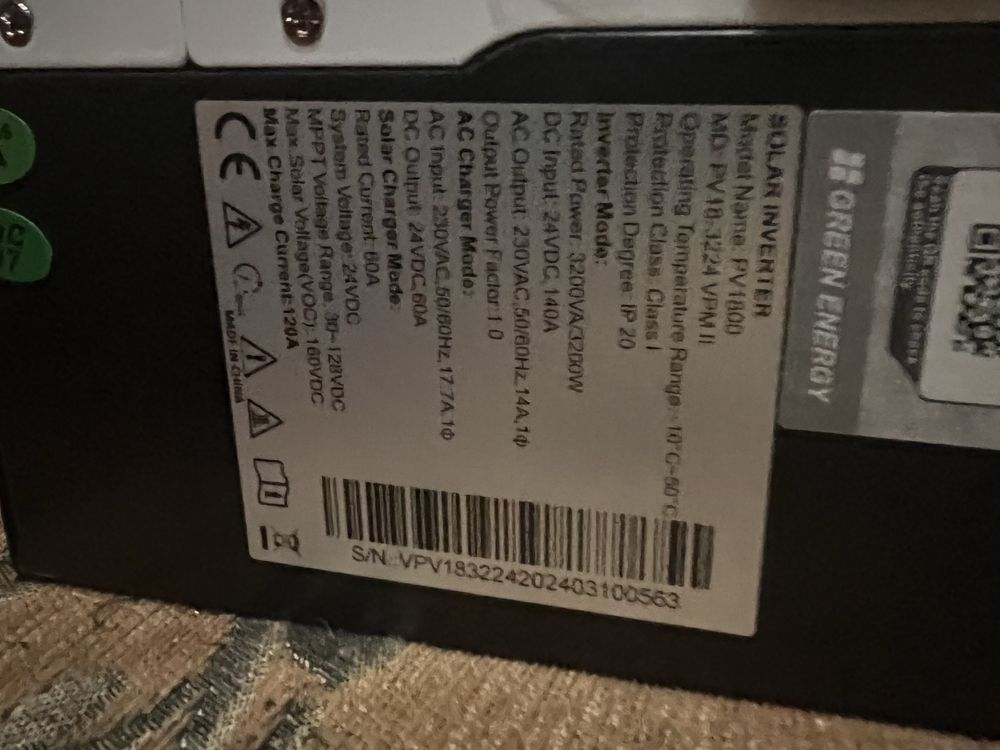 SOLAR INVERTER
Model Name: PV1800
MD. PV18-3224 VPM II
Operating Temperature Range: -10°C~50°C
Protection Class: Class I
Protection Degree: IP 20
Inverter Mode:
Rated Power: 3200VA/3200W
DC Input: 24VDC, 140A
AC Output: 230VAC,50/60Hz,14A,1Φ
Output Power Factor:1.0
AC Charger Mode:
AC Input: 230VAC,50/60Hz,17.7A,1Φ
DC Output: 24VDC,60A
Solar Charger Mode:
Rated Current: 60A
System Voltage: 24VDC
MPPT Voltage Range: 30~128VDC
Max. Solar Voltage(VOC): 160VDC
Max Charge Current:120A
CE
MADE IN CHINA
S/N: VPV183224202403100563
GREEN ENERGY